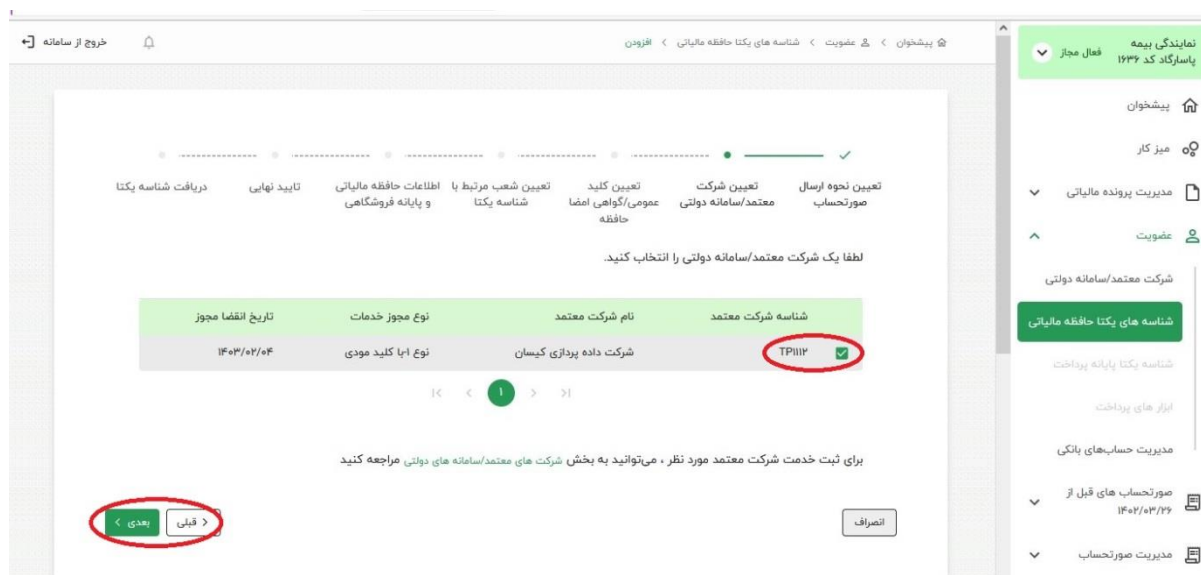 خروج از سامانه
پیشخوان > عضویت > شناسه های یکتا حافظه مالیاتی > افزودن
نمایندگی بیمه پاسارگاد کد ۱۶۳۶
فعال مجاز
پیشخوان
میز کار
مدیریت پرونده مالیاتی
عضویت
شرکت معتمد/سامانه دولتی
شناسه های یکتا حافظه مالیاتی
شناسه یکتا پایانه پرداخت
ابزار های پرداخت
مدیریت حساب‌های بانکی
صورتحساب های قبل از ۱۴۰۲/۰۳/۲۶
مدیریت صورتحساب
تعیین نحوه ارسال صورتحساب
تعیین شرکت معتمد/سامانه دولتی
تعیین کلید عمومی/گواهی امضا حافظه
تعیین شعب مرتبط با شناسه یکتا
اطلاعات حافظه مالیاتی و پایانه فروشگاهی
تایید نهایی
دریافت شناسه یکتا
لطفا یک شرکت معتمد/سامانه دولتی را انتخاب کنید.
شناسه شرکت معتمد نام شرکت معتمد نوع مجوز خدمات تاریخ انقضا مجوز
TP۱۱۱۲ شرکت داده پردازی کیسان نوع ۱-با کلید مودی ۱۴۰۳/۰۲/۰۴
۱
برای ثبت خدمت شرکت معتمد مورد نظر ، می‌توانید به بخش شرکت های معتمد/سامانه های دولتی مراجعه کنید
انصراف
قبلی
بعدی